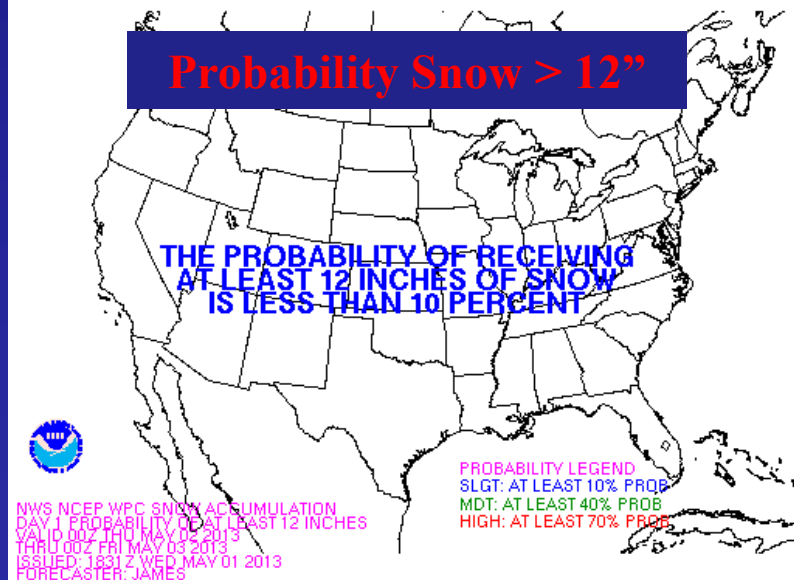 Probability Snow > 12”
THE PROBABILITY OF RECEIVING
AT LEAST 12 INCHES OF SNOW
IS LESS THAN 10 PERCENT
PROBABILITY LEGEND
SLGT: AT LEAST 10% PROB
MDT: AT LEAST 40% PROB
HIGH: AT LEAST 70% PROB
NWS NCEP WPC SNOW ACCUMULATION
DAY 1 PROBABILITY OF AT LEAST 12 INCHES
VALID 00Z THU MAY 02 2013
THRU 00Z FRI MAY 03 2013
ISSUED: 1831Z WED MAY 01 2013
FORECASTER: JAMES